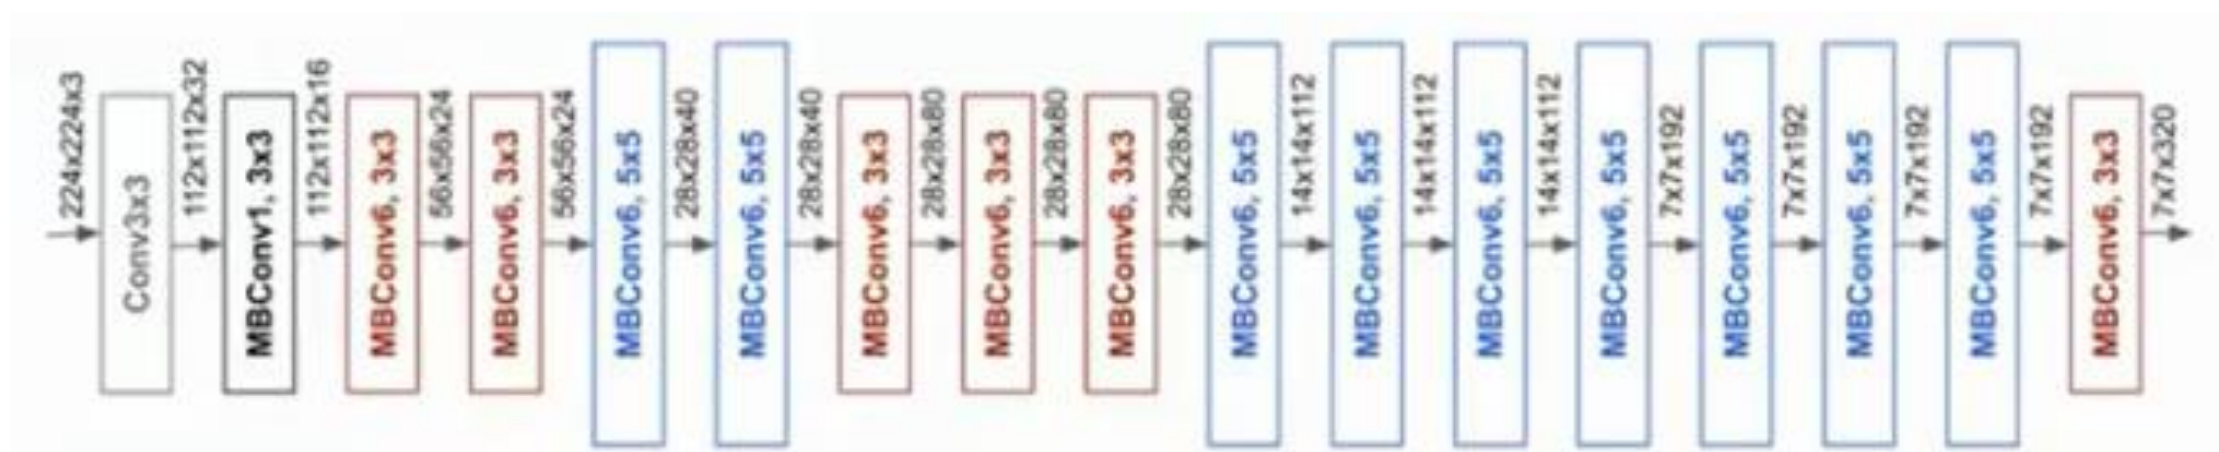 224x224x3
Conv3x3
112x112x32
MBConv1, 3x3
112x112x16
MBConv6, 3x3
56x56x24
MBConv6, 3x3
56x56x24
MBConv6, 5x5
28x28x40
MBConv6, 5x5
28x28x40
MBConv6, 3x3
28x28x80
MBConv6, 3x3
28x28x80
MBConv6, 3x3
28x28x80
MBConv6, 5x5
14x14x112
MBConv6, 5x5
14x14x112
MBConv6, 5x5
14x14x112
MBConv6, 5x5
7x7x192
MBConv6, 5x5
7x7x192
MBConv6, 5x5
7x7x192
MBConv6, 5x5
7x7x192
MBConv6, 3x3
7x7x320